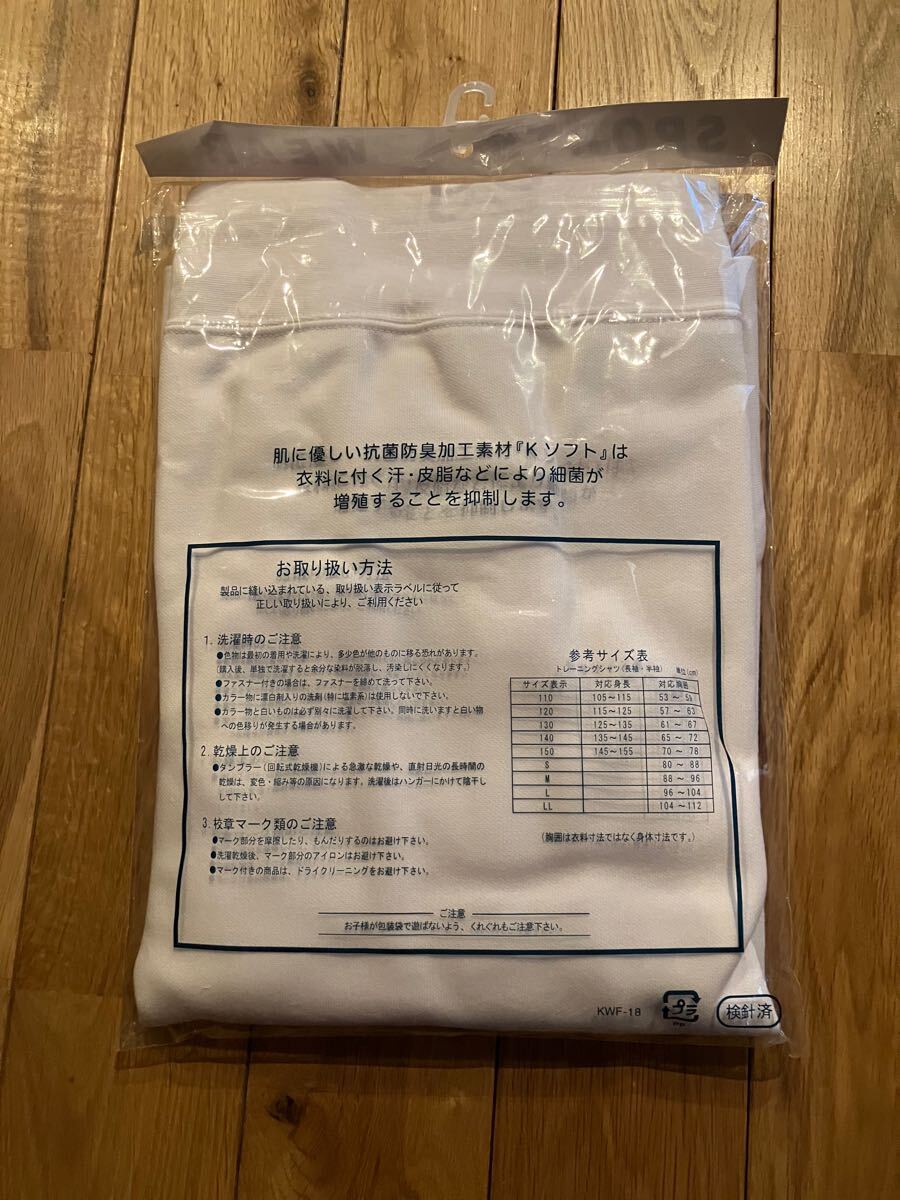 SPO
WEAR
肌に優しい抗菌防臭加工素材『K ソフト』は
衣料に付く汗・皮脂などにより細菌が
増殖することを抑制します。
お取り扱い方法
製品に縫い込まれている、取り扱い表示ラベルに従って
正しい取り扱いにより、ご利用ください
1. 洗濯時のご注意
●色物は最初の着用や洗濯により、多少色が他のものに移る恐れがあります。
(購入後、単独で洗濯すると余分な染料が脱落し、汚染しにくくなります。)
●ファスナー付きの場合は、ファスナーを締めて洗って下さい。
●カラー物に漂白剤入りの洗剤(特に塩素系)は使用しないで下さい。
●カラー物と白いものは必ず別々に洗濯して下さい。同時に洗いますと白い物
への色移りが発生する場合があります。
2. 乾燥上のご注意
●タンブラー(回転式乾燥機)による急激な乾燥や、直射日光の長時間の
乾燥は、変色・縮み等の原因になります。洗濯後はハンガーにかけて陰干し
して下さい。
3. 校章マーク類のご注意
●マーク部分を摩擦したり、もんだりするのはお避け下さい。
●洗濯乾燥後、マーク部分のアイロンはお避け下さい。
●マーク付きの商品は、ドライクリーニングをお避け下さい。
参考サイズ表
トレーニングシャツ(長袖・半袖) 単位(cm)
サイズ表示 対応身長 対応胸囲
110 105〜115 53 〜 59
120 115〜125 57 〜 63
130 125〜135 61 〜 67
140 135〜145 65 〜 72
150 145〜155 70 〜 78
S 80 〜 88
M 88 〜 96
L 96 〜104
LL 104 〜112
(胸囲は衣料寸法ではなく身体寸法です。)
ご注意
お子様が包装袋で遊ばないよう、くれぐれもご注意下さい。
KWF-18 プラ PP 検針済